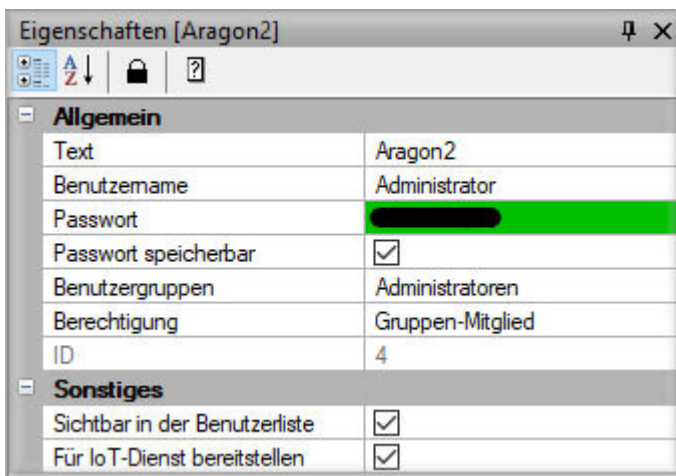 Eigenschaften [Aragon2]
Allgemein
Text Aragon2
Benutzername Administrator
Passwort
Passwort speicherbar
Benutzergruppen Administratoren
Berechtigung Gruppen-Mitglied
ID 4
Sonstiges
Sichtbar in der Benutzerliste
Für IoT-Dienst bereitstellen